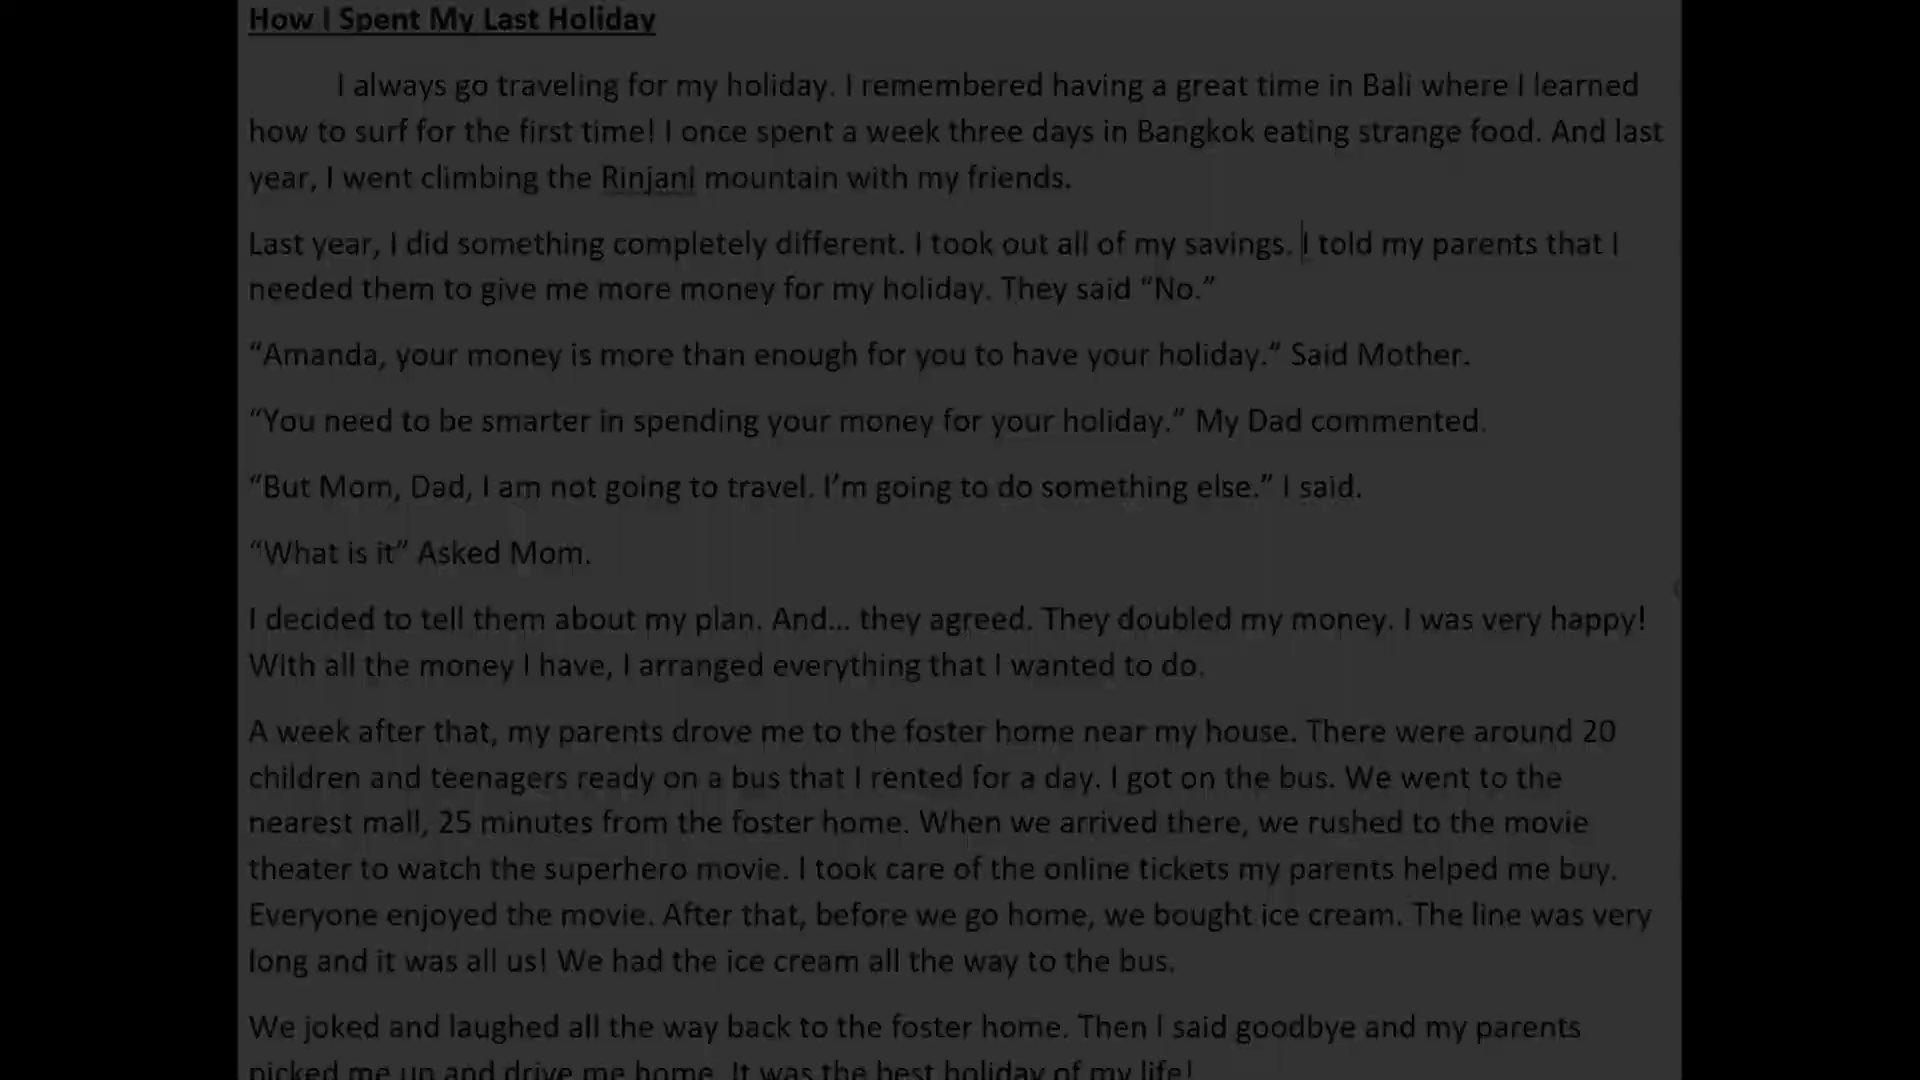 How I Spent My Last Holiday
I always go traveling for my holiday. I remembered having a great time in Bali where I learned
how to surf for the first time! I once spent a week three days in Bangkok eating strange food. And last
year, I went climbing the Rinjani mountain with my friends.
Last year, I did something completely different. I took out all of my savings. I told my parents that I
needed them to give me more money for my holiday. They said “No.”
“Amanda, your money is more than enough for you to have your holiday.” Said Mother.
“You need to be smarter in spending your money for your holiday.” My Dad commented.
“But Mom, Dad, I am not going to travel. I’m going to do something else.” I said.
“What is it” Asked Mom.
I decided to tell them about my plan. And… they agreed. They doubled my money. I was very happy!
With all the money I have, I arranged everything that I wanted to do.
A week after that, my parents drove me to the foster home near my house. There were around 20
children and teenagers ready on a bus that I rented for a day. I got on the bus. We went to the
nearest mall, 25 minutes from the foster home. When we arrived there, we rushed to the movie
theater to watch the superhero movie. I took care of the online tickets my parents helped me buy.
Everyone enjoyed the movie. After that, before we go home, we bought ice cream. The line was very
long and it was all us! We had the ice cream all the way to the bus.
We joked and laughed all the way back to the foster home. Then I said goodbye and my parents
picked me up and drive me home. It was the best holiday of my life!